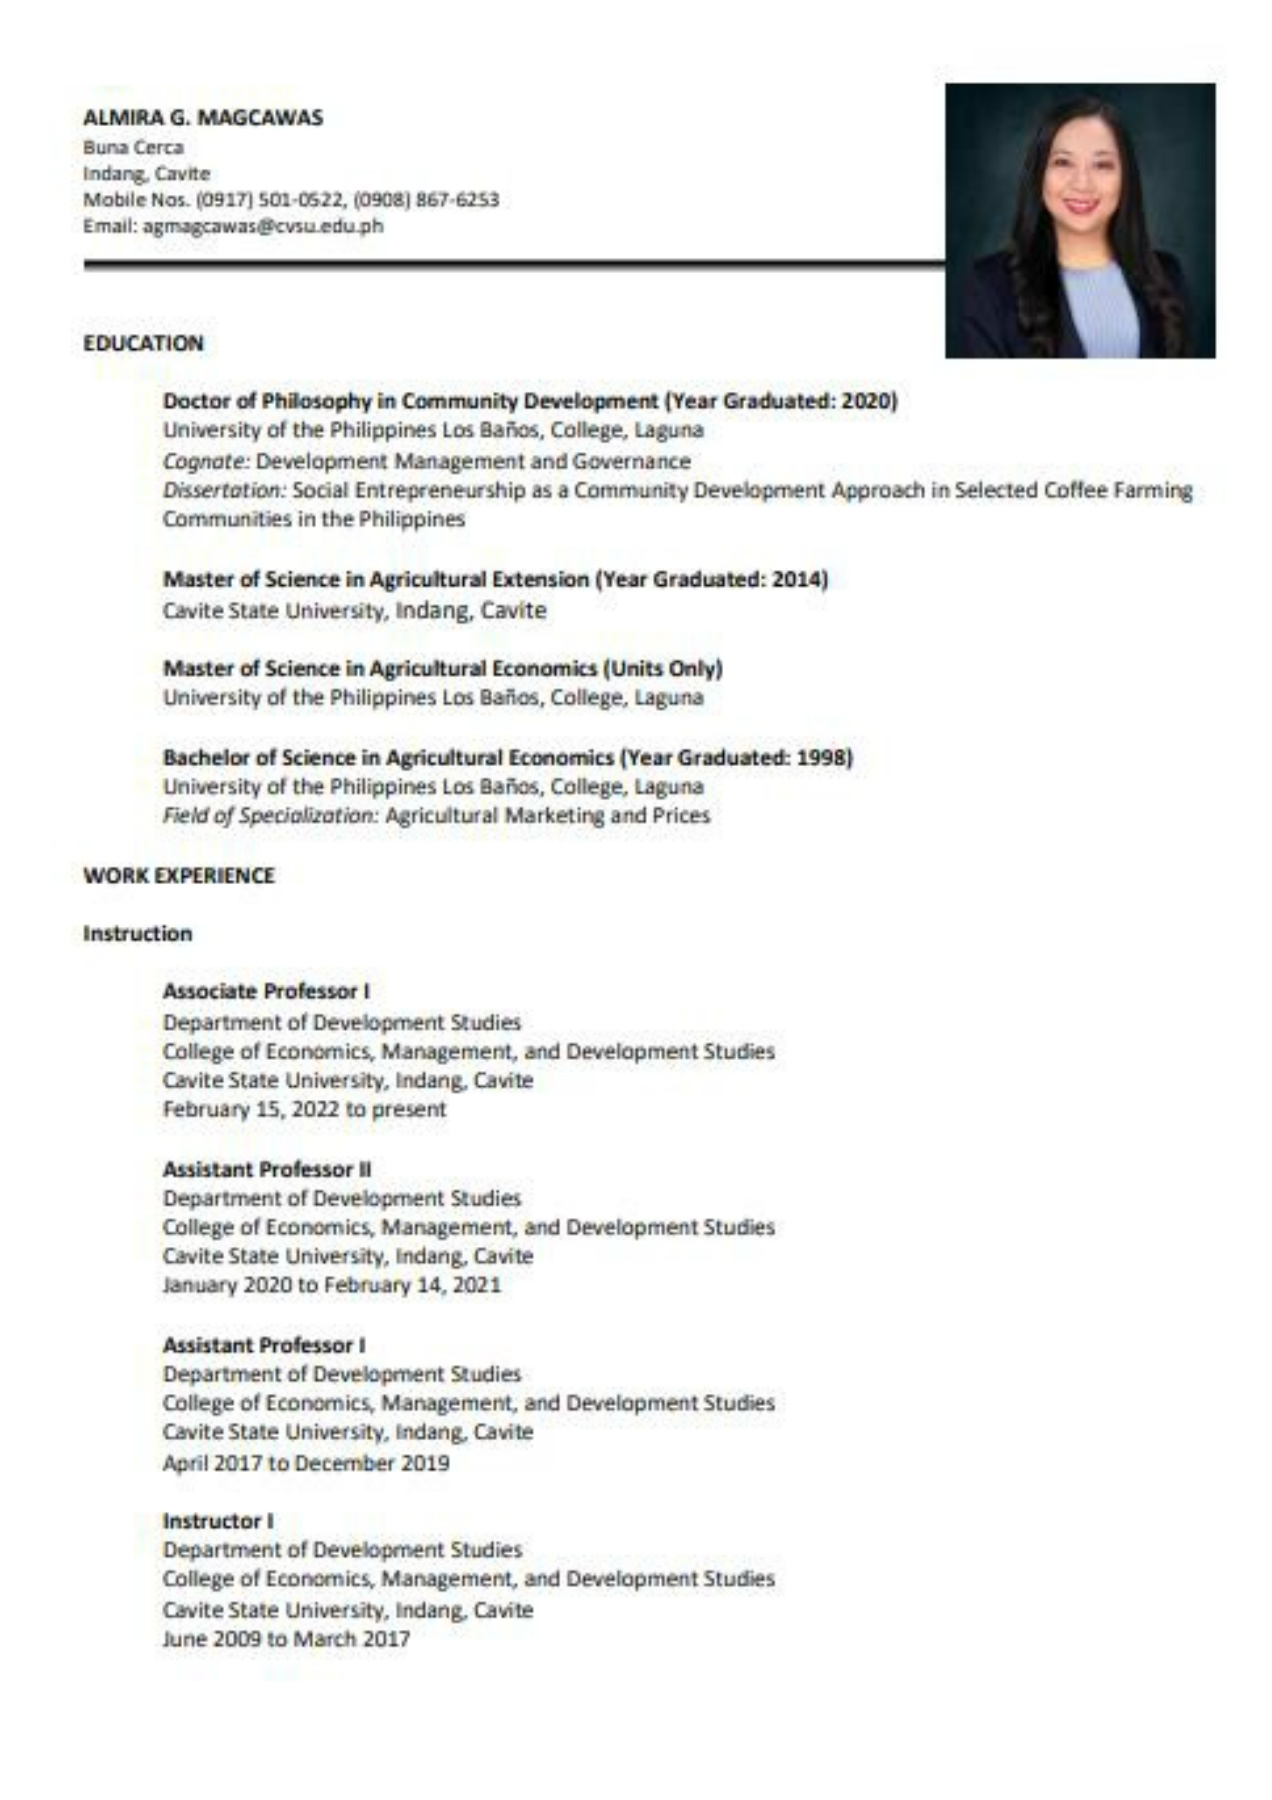 ALMIRA G. MAGCAWAS
Buna Cerca
Indang, Cavite
Mobile Nos. (0917) 501-0522, (0908) 867-6253
Email: agmagcawas@cvsu.edu.ph
EDUCATION
Doctor of Philosophy in Community Development (Year Graduated: 2020)
University of the Philippines Los Baños, College, Laguna
Cognate: Development Management and Governance
Dissertation: Social Entrepreneurship as a Community Development Approach in Selected Coffee Farming
Communities in the Philippines
Master of Science in Agricultural Extension (Year Graduated: 2014)
Cavite State University, Indang, Cavite
Master of Science in Agricultural Economics (Units Only)
University of the Philippines Los Baños, College, Laguna
Bachelor of Science in Agricultural Economics (Year Graduated: 1998)
University of the Philippines Los Baños, College, Laguna
Field of Specialization: Agricultural Marketing and Prices
WORK EXPERIENCE
Instruction
Associate Professor I
Department of Development Studies
College of Economics, Management, and Development Studies
Cavite State University, Indang, Cavite
February 15, 2022 to present
Assistant Professor II
Department of Development Studies
College of Economics, Management, and Development Studies
Cavite State University, Indang, Cavite
January 2020 to February 14, 2021
Assistant Professor I
Department of Development Studies
College of Economics, Management, and Development Studies
Cavite State University, Indang, Cavite
April 2017 to December 2019
Instructor I
Department of Development Studies
College of Economics, Management, and Development Studies
Cavite State University, Indang, Cavite
June 2009 to March 2017